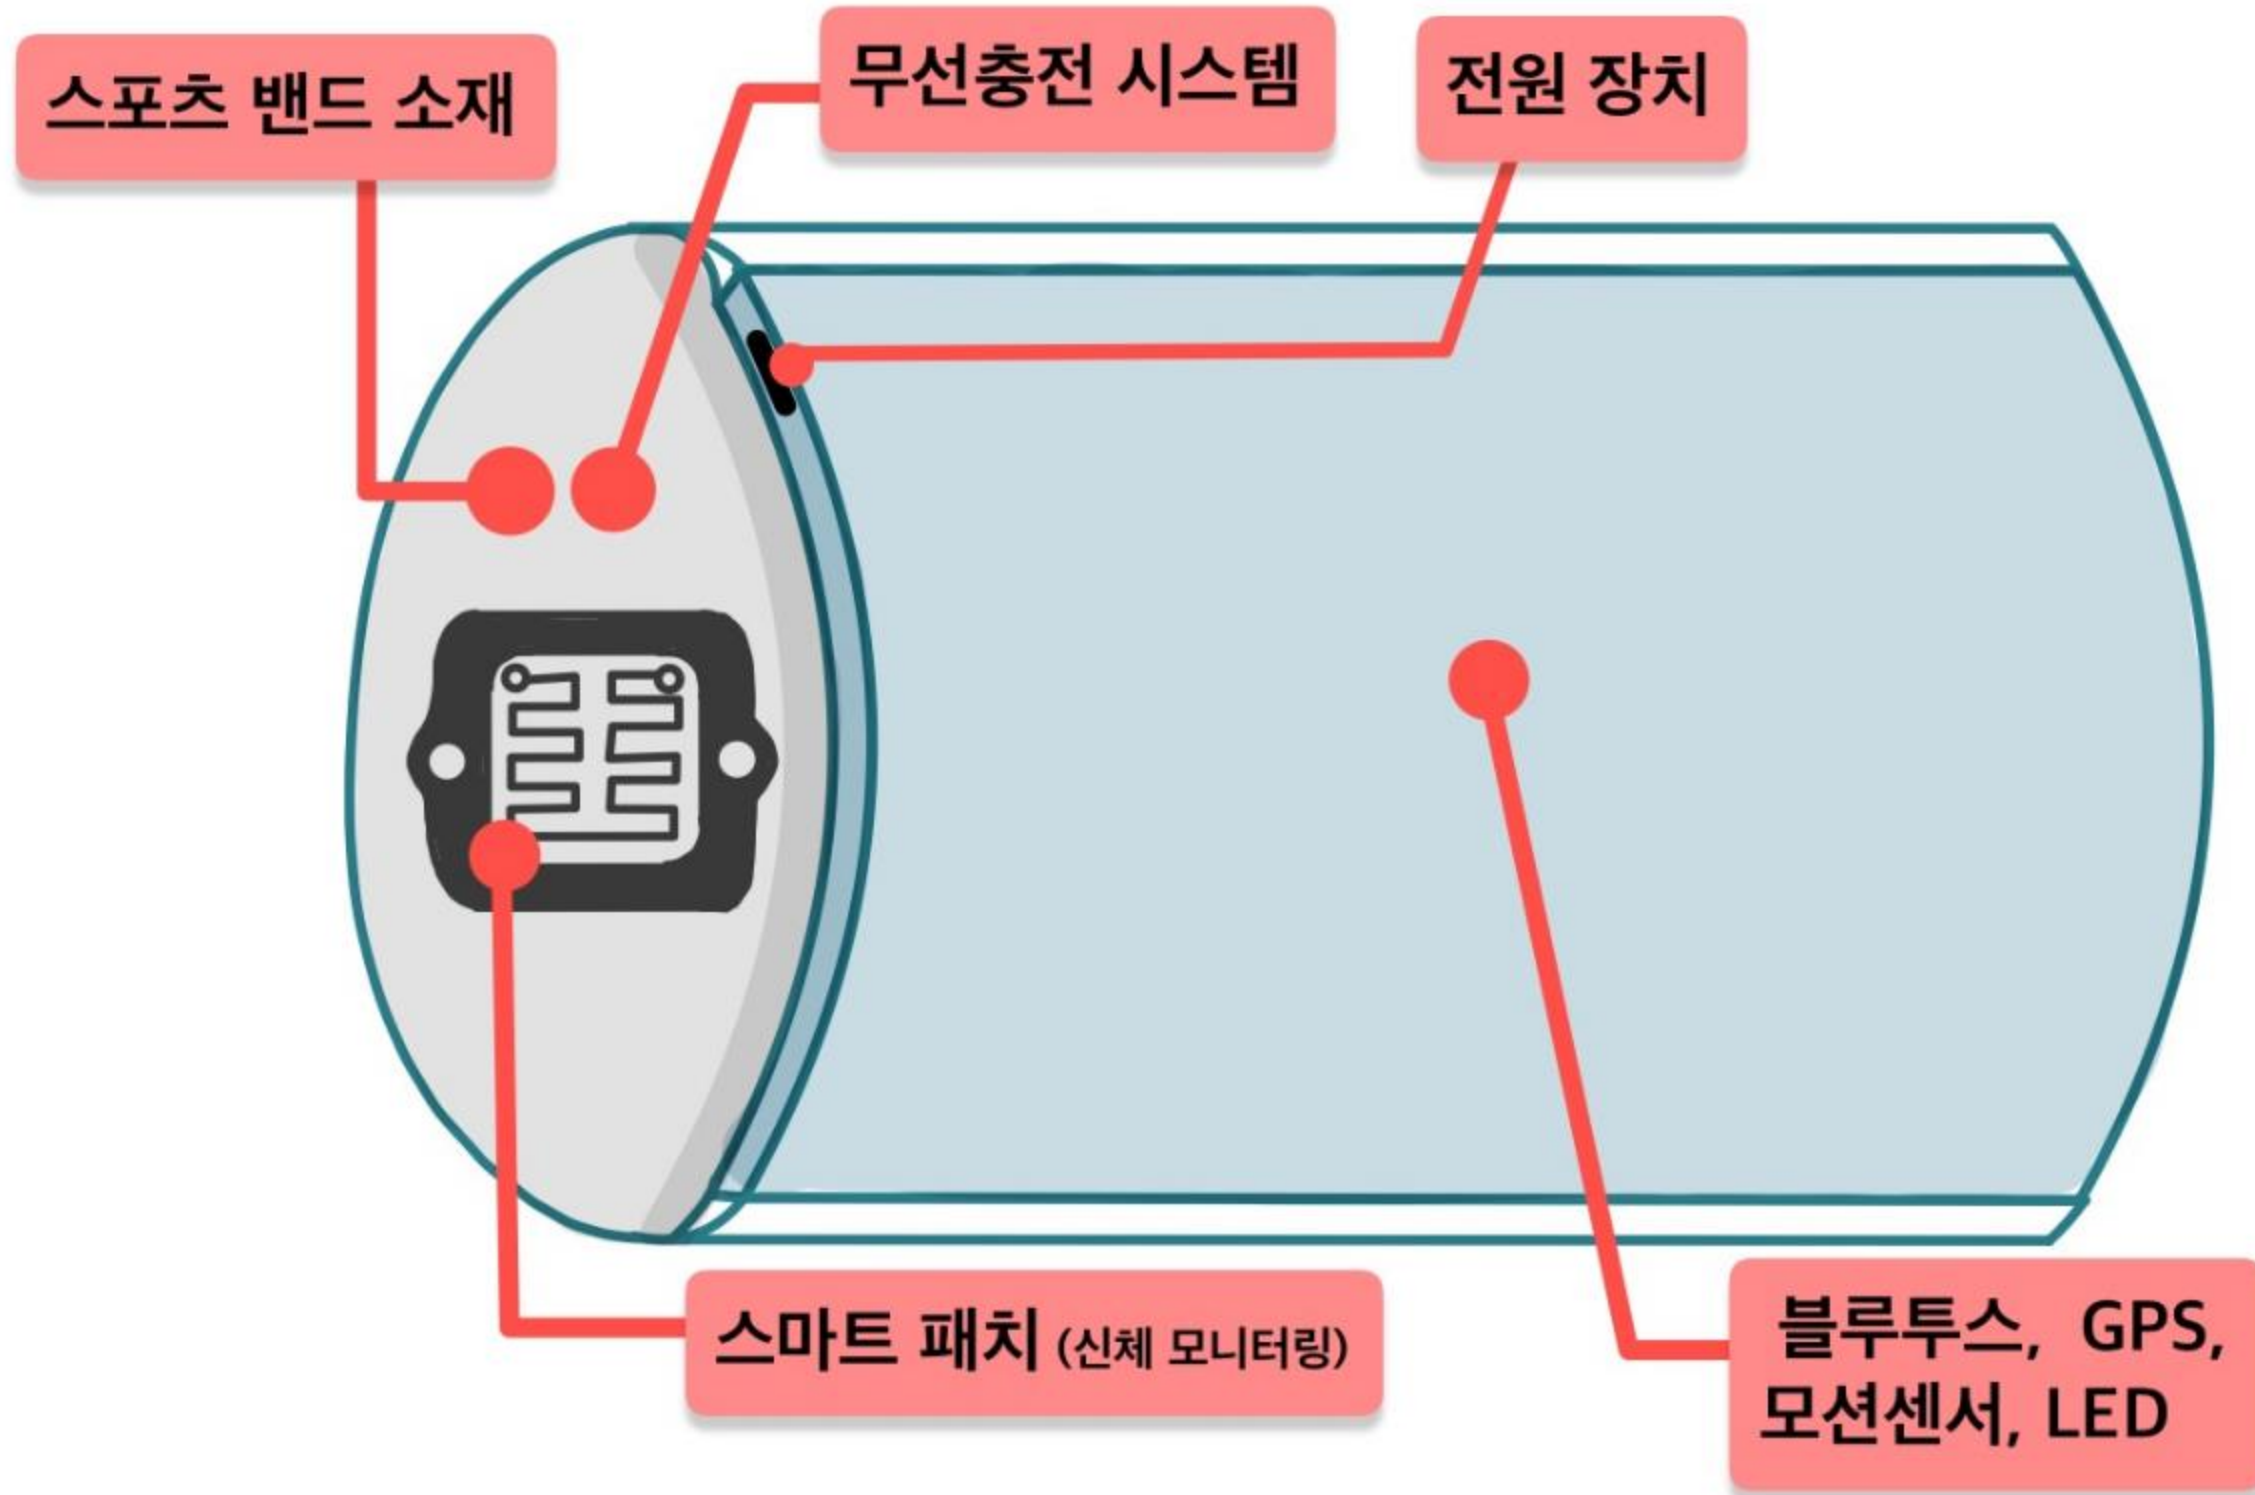 스포츠 밴드 소재
무선충전 시스템
전원 장치
스마트 패치 (신체 모니터링)
블루투스, GPS,
모션센서, LED